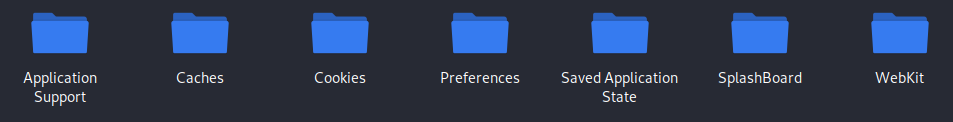 Application
Support
Caches
Cookies
Preferences
Saved Application
State
SplashBoard
WebKit